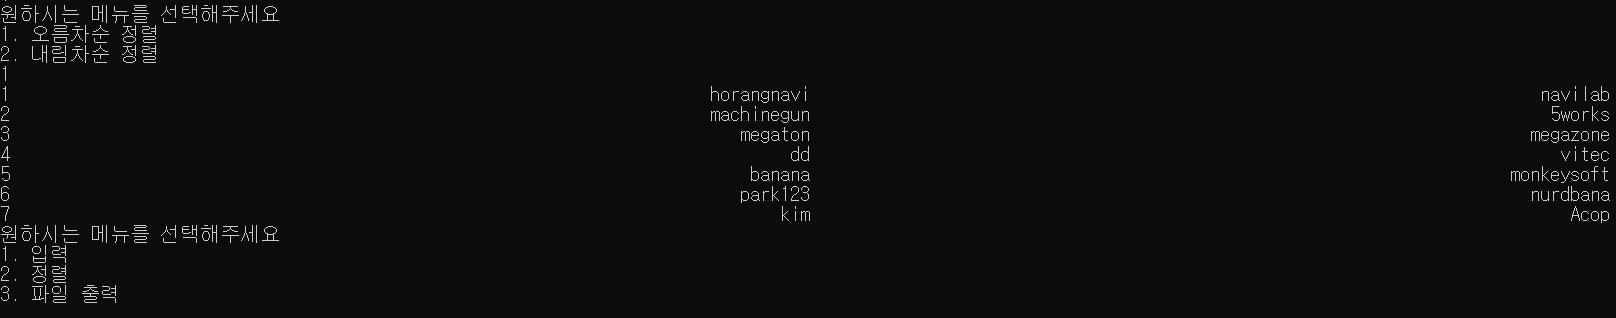 원하시는 메뉴를 선택해주세요
1. 오름차순 정렬
2. 내림차순 정렬
1
1 horangnavi navilab
2 machinegun 5works
3 megaton megazone
4 dd vitec
5 banana monkeysoft
6 park123 nurdbana
7 kim Acop
원하시는 메뉴를 선택해주세요
1. 입력
2. 정렬
3. 파일 출력